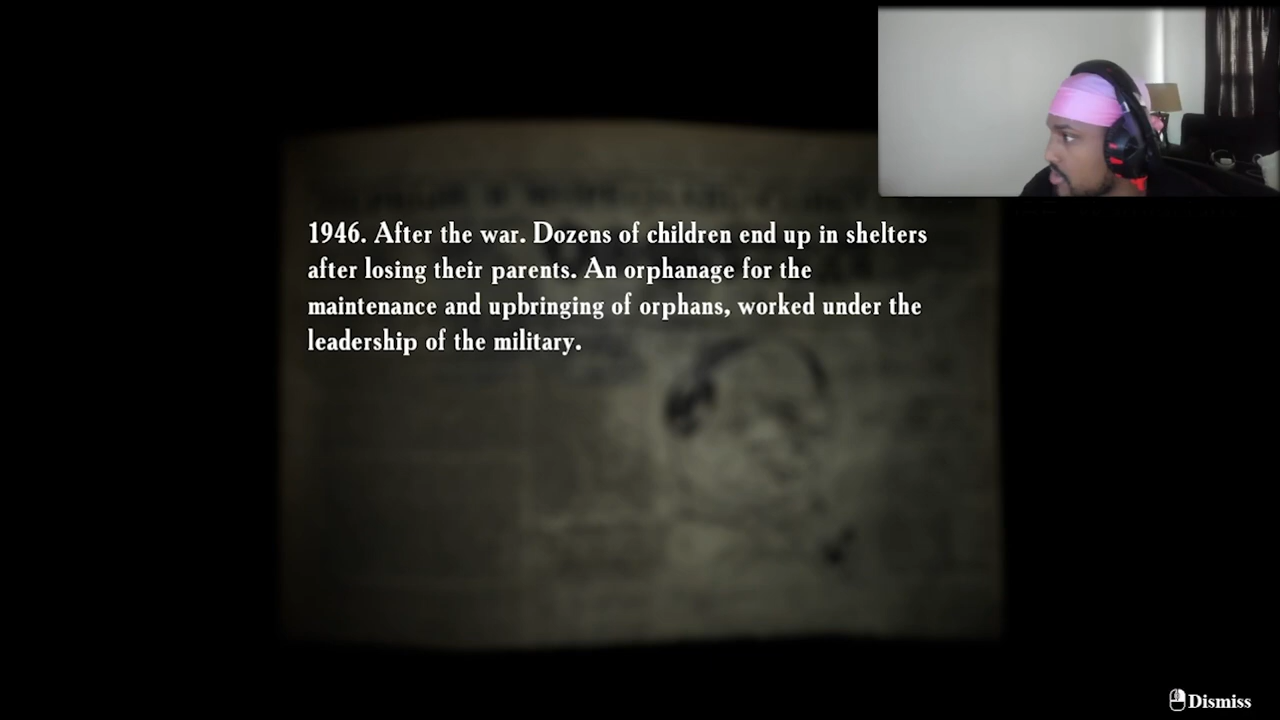 1946. After the war. Dozens of children end up in shelters
after losing their parents. An orphanage for the
maintenance and upbringing of orphans, worked under the
leadership of the military.
Dismiss